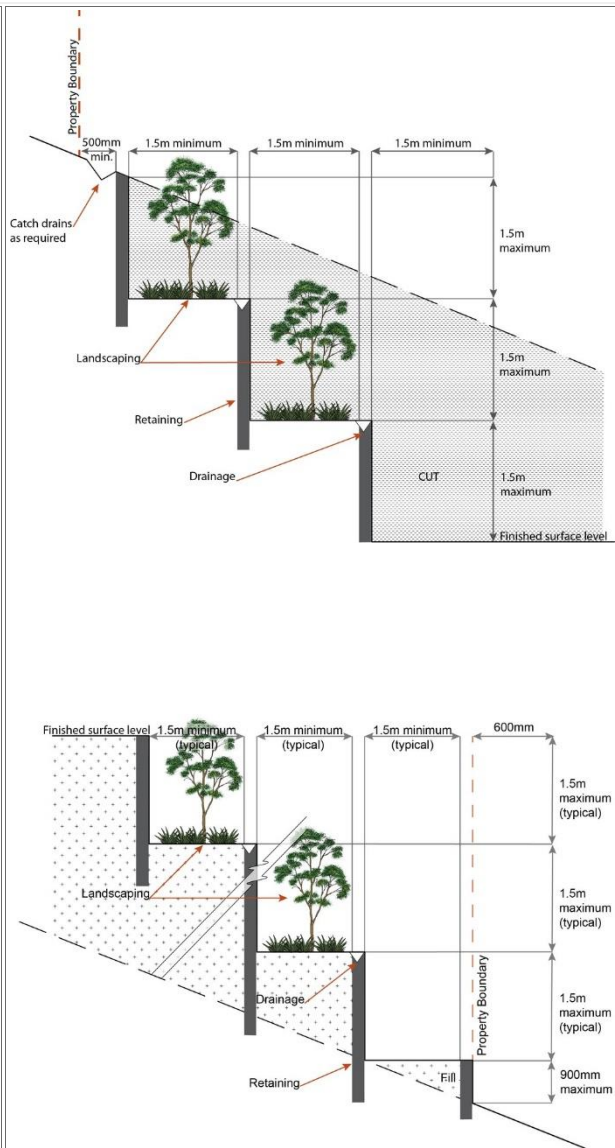 Property Boundary
500mm
min.
1.5m minimum
1.5m minimum
1.5m minimum
Catch drains
as required
1.5m
maximum
Landscaping
1.5m
maximum
Retaining
Drainage
CUT
1.5m
maximum
Finished surface level
Finished surface level
1.5m minimum
(typical)
1.5m minimum
(typical)
1.5m minimum
(typical)
600mm
1.5m
maximum
(typical)
Landscaping
1.5m
maximum
(typical)
Drainage
Property Boundary
1.5m
maximum
(typical)
Retaining
Fill
900mm
maximum